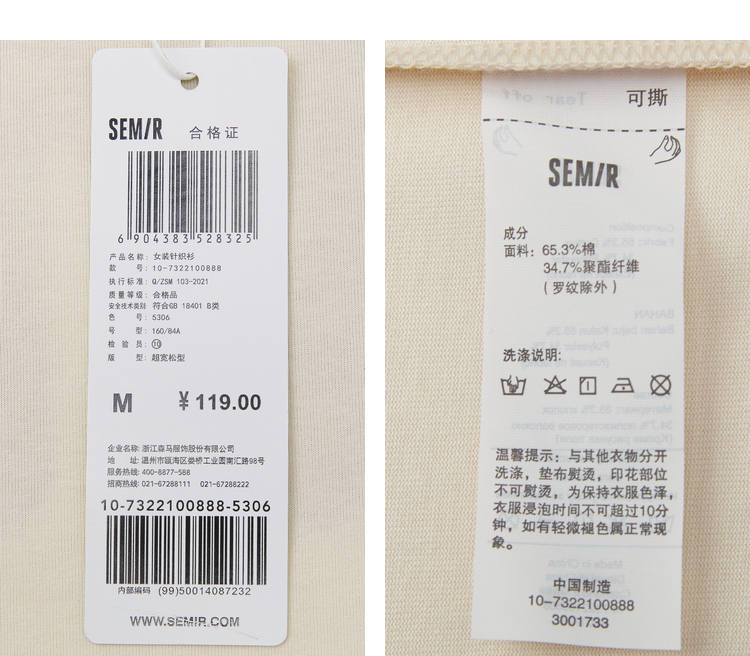 SEMIR 合格证
6 904383 528325
产品名称: 女装针织衫
款 号: 10-7322100888
执行标准: Q/ZSM 103-2021
质量等级: 合格品
安全技术类别: 符合GB 18401 B类
色 号: 5306
号 型: 160/84A
检 验 员: ⑩
版 型: 超宽松型
M ¥119.00
企业名称: 浙江森马服饰股份有限公司
地 址: 温州市瓯海区娄桥工业园南汇路98号
服务热线: 400-8877-588
招商热线: 021-67288111 021-67288222
10-7322100888-5306
内部编码 (99)50014087232
WWW.SEMIR.COM
Tear off 可撕
SEMIR
成分
面料: 65.3%棉
34.7%聚酯纤维
(罗纹除外)
洗涤说明:
温馨提示: 与其他衣物分开
洗涤, 垫布熨烫, 印花部位
不可熨烫, 为保持衣服色泽,
衣服浸泡时间不可超过10分
钟, 如有轻微褪色属正常现
象。
中国制造
10-7322100888
3001733